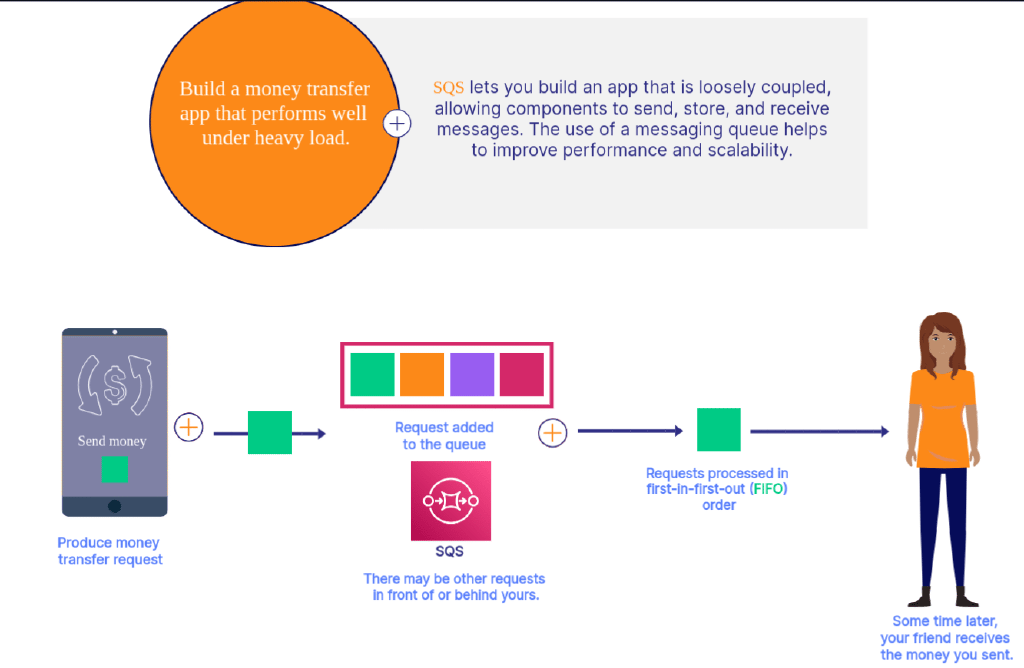 Build a money transfer
app that performs well
under heavy load.
SQS lets you build an app that is loosely coupled,
allowing components to send, store, and receive
messages. The use of a messaging queue helps
to improve performance and scalability.
$
Send money
Produce money
transfer request
Request added
to the queue
SQS
There may be other requests
in front of or behind yours.
Requests processed in
first-in-first-out (FIFO)
order
Some time later,
your friend receives
the money you sent.